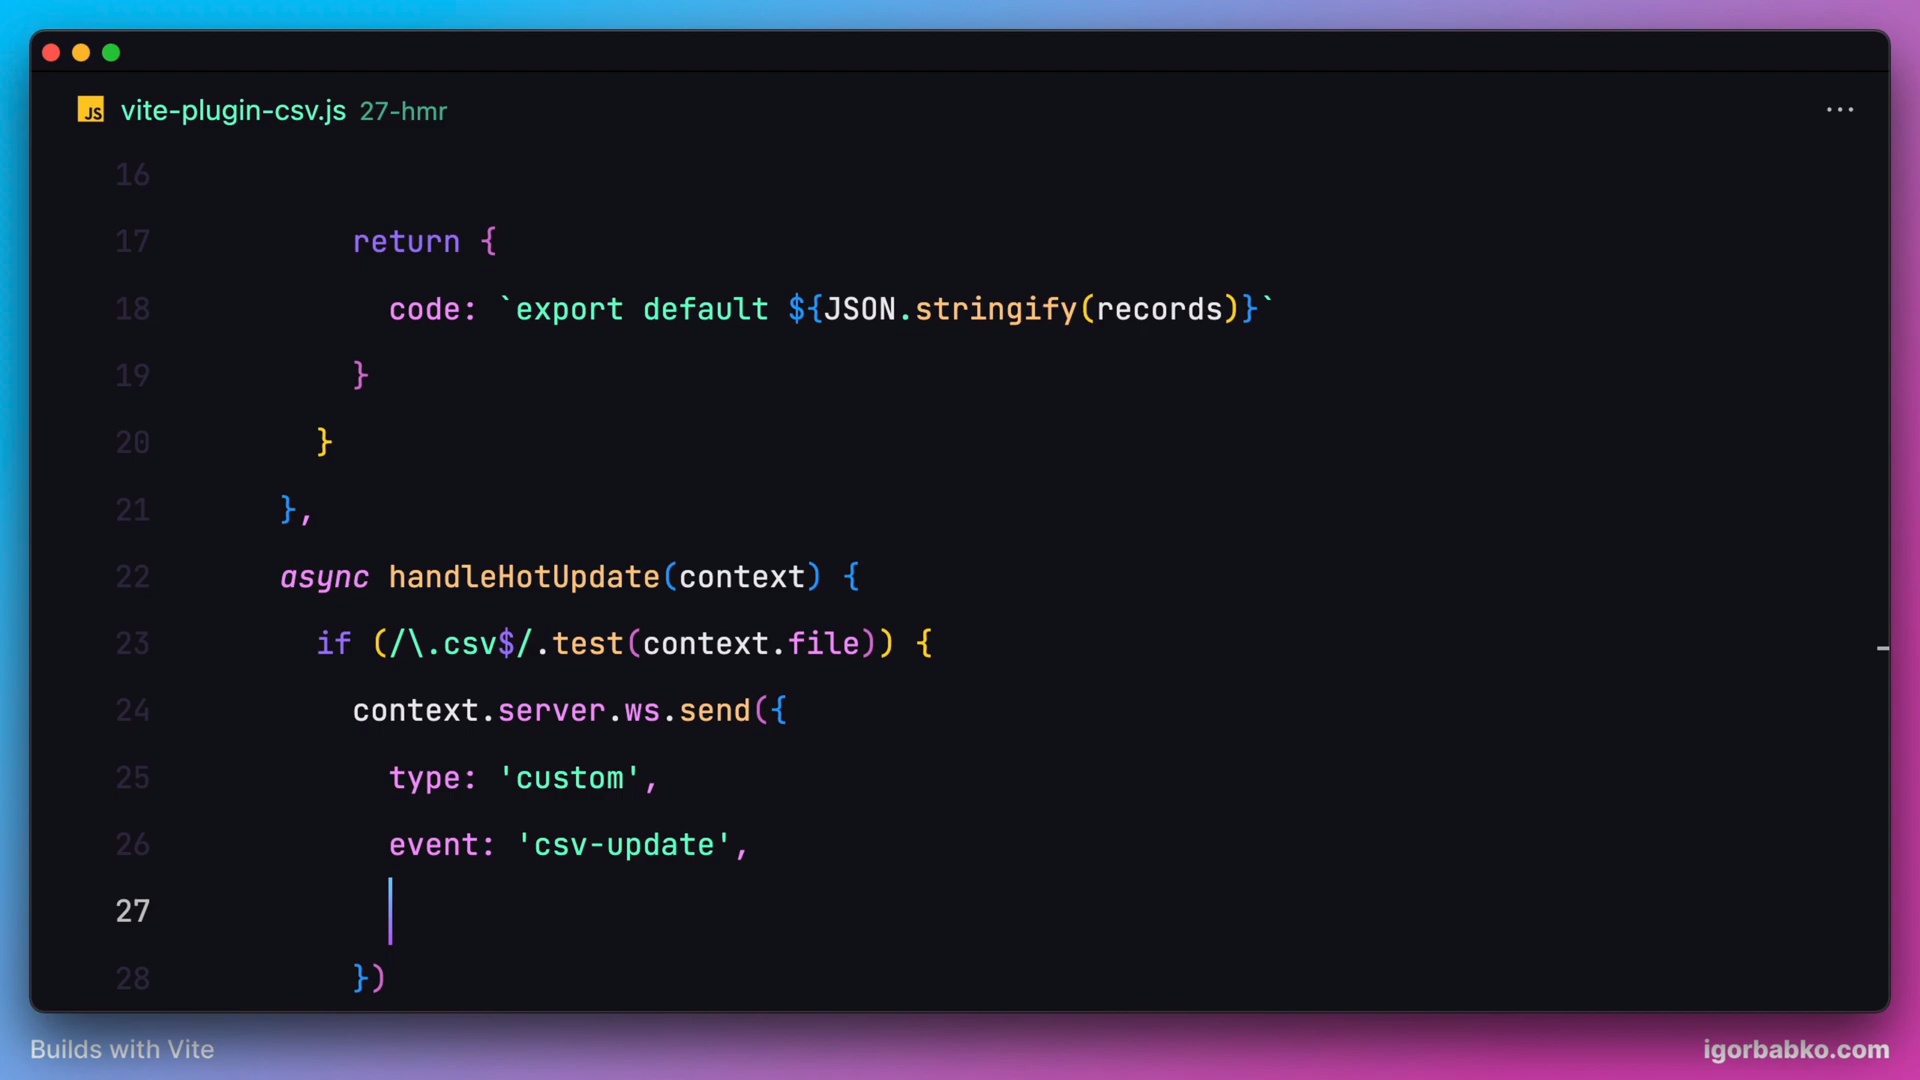 JS vite-plugin-csv.js 27-hmr ...
16
17 return {
18 code: `export default ${JSON.stringify(records)}`
19 }
20 }
21 },
22 async handleHotUpdate(context) {
23 if (/\.csv$/.test(context.file)) {
24 context.server.ws.send({
25 type: 'custom',
26 event: 'csv-update',
27
28 })
Builds with Vite
igorbabko.com